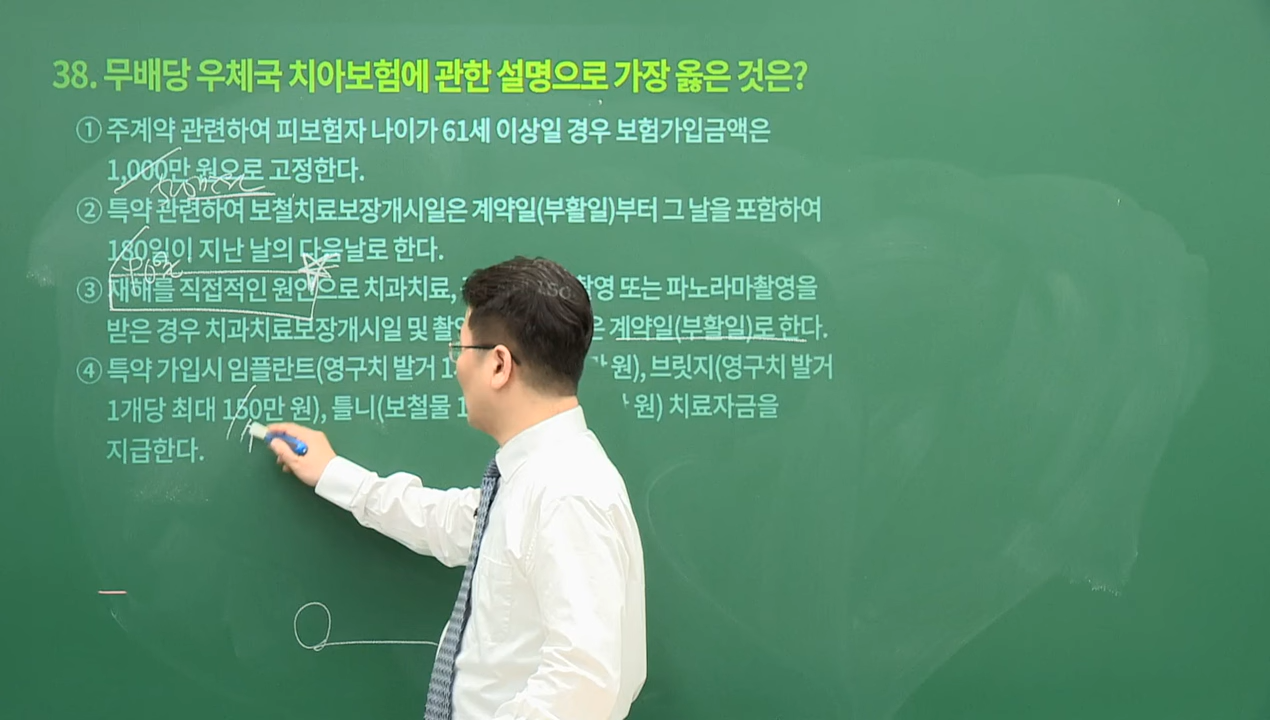 38. 무배당 우체국 치아보험에 관한 설명으로 가장 옳은 것은?
① 주계약 관련하여 피보험자 나이가 61세 이상일 경우 보험가입금액은
1,000만 원으로 고정한다.
② 특약 관련하여 보철치료보장개시일은 계약일(부활일)부터 그 날을 포함하여
180일이 지난 날의 다음날로 한다.
③ 재해를 직접적인 원인으로 치과치료, 또는 파노라마촬영을
받은 경우 치과치료보장개시일 및 계약일(부활일)로 한다.
④ 특약 가입시 임플란트(영구치 발거 원), 브릿지(영구치 발거
1개당 최대 150만 원), 틀니(보철물 원) 치료자금을
지급한다.